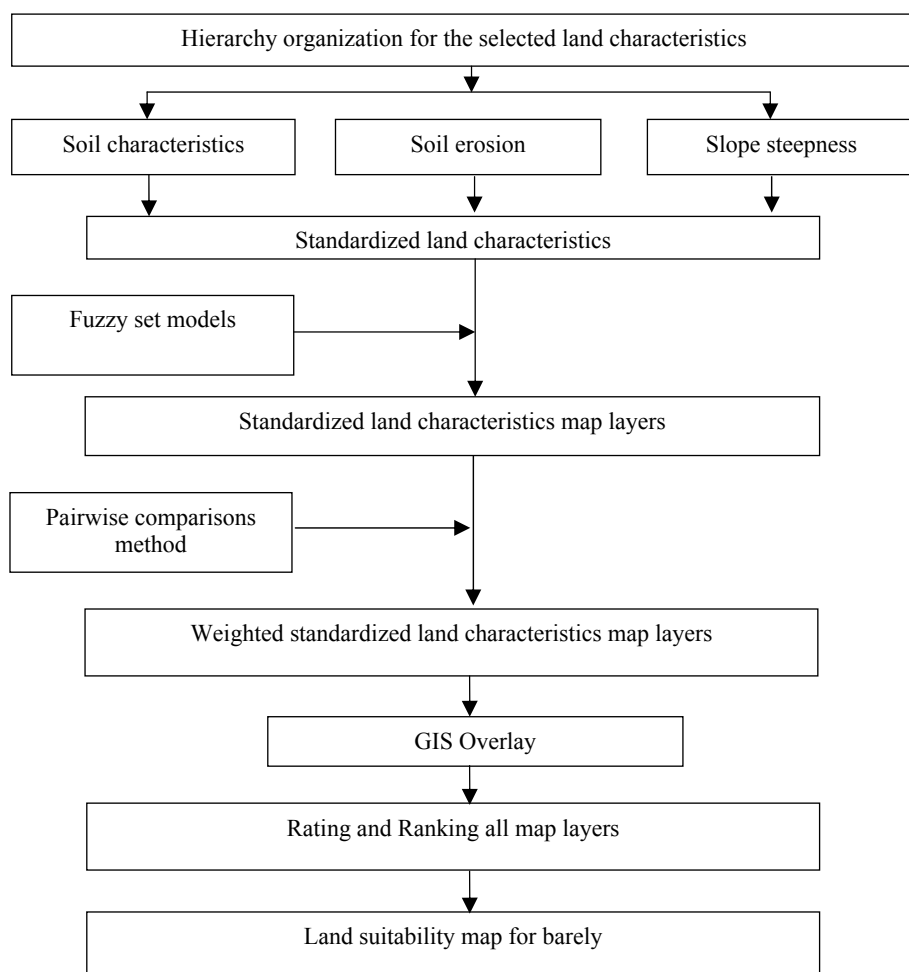 Hierarchy organization for the selected land characteristics
Soil characteristics
Soil erosion
Slope steepness
Standardized land characteristics
Fuzzy set models
Standardized land characteristics map layers
Pairwise comparisons
method
Weighted standardized land characteristics map layers
GIS Overlay
Rating and Ranking all map layers
Land suitability map for barely